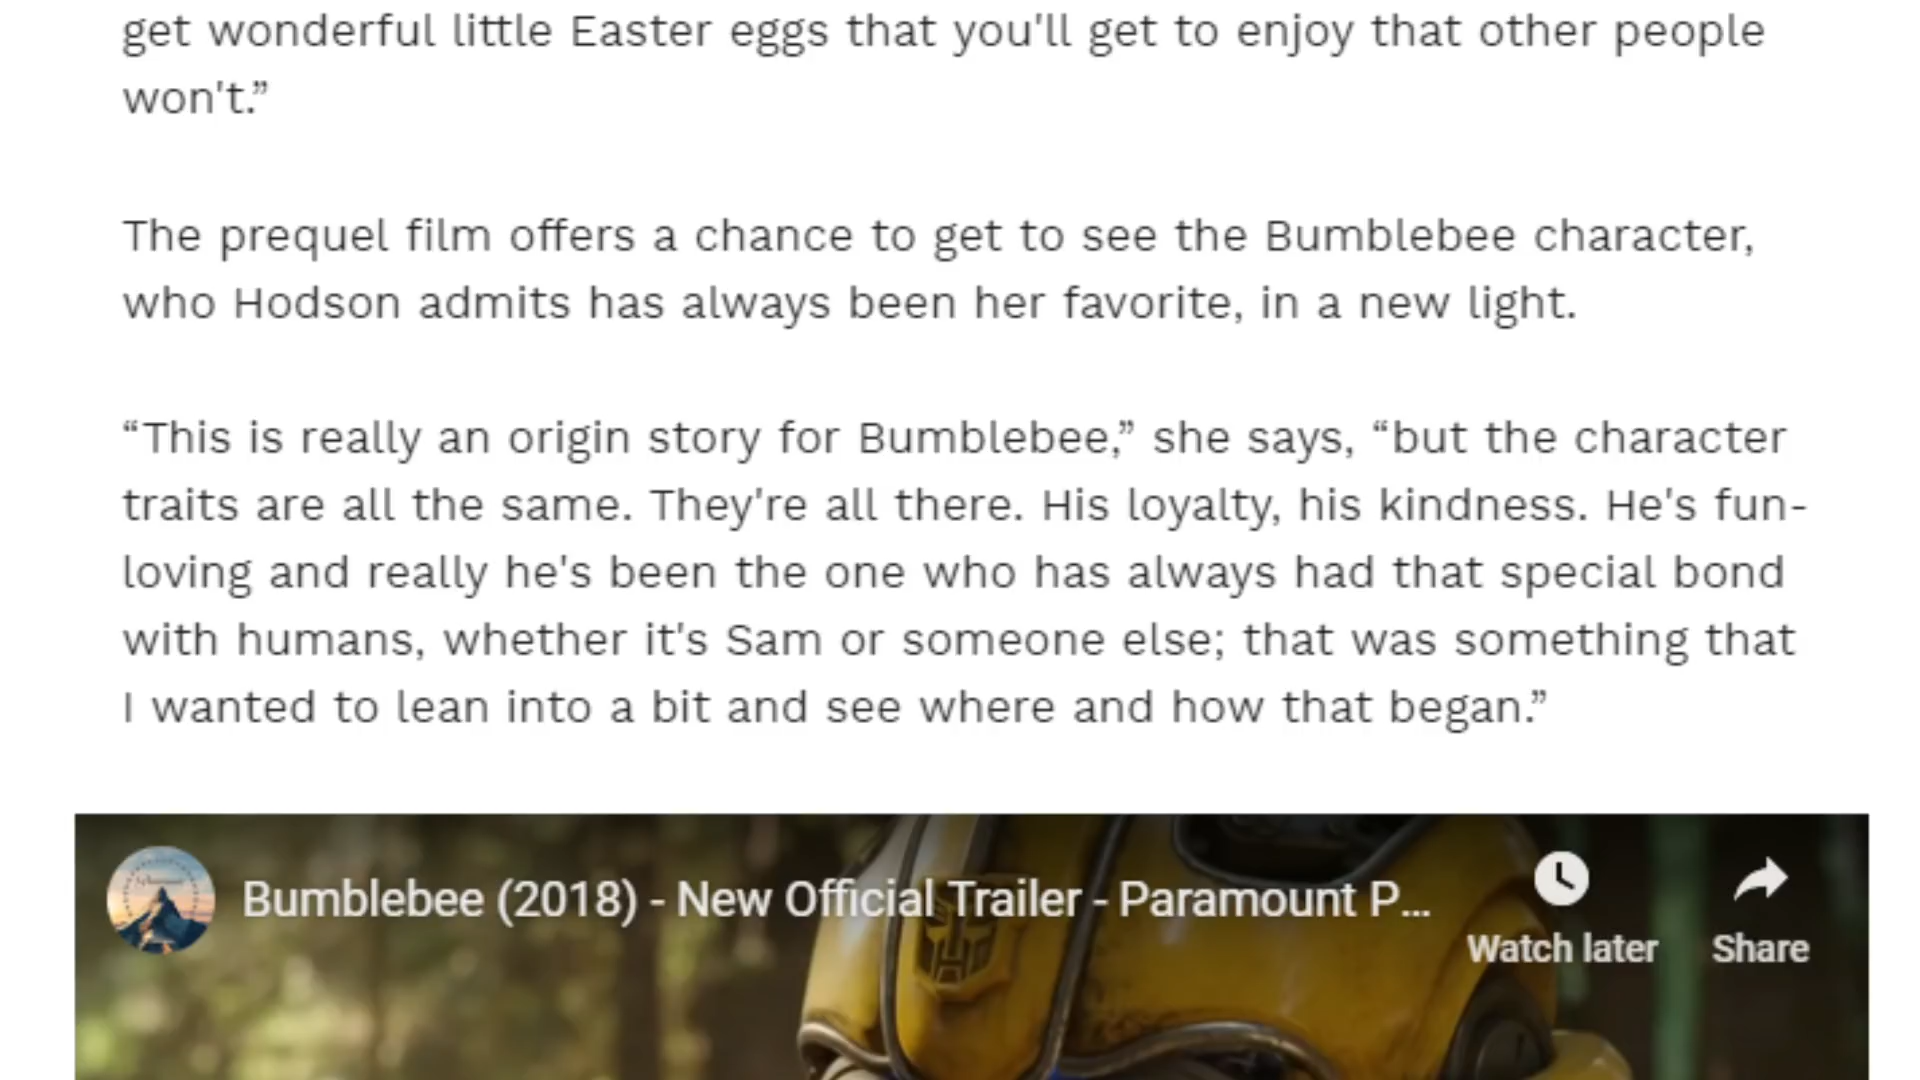 get wonderful little Easter eggs that you'll get to enjoy that other people
won't.”
The prequel film offers a chance to get to see the Bumblebee character,
who Hodson admits has always been her favorite, in a new light.
“This is really an origin story for Bumblebee,” she says, “but the character
traits are all the same. They're all there. His loyalty, his kindness. He's fun-
loving and really he's been the one who has always had that special bond
with humans, whether it's Sam or someone else; that was something that
I wanted to lean into a bit and see where and how that began.”
Bumblebee (2018) - New Official Trailer - Paramount P...
Watch later
Share